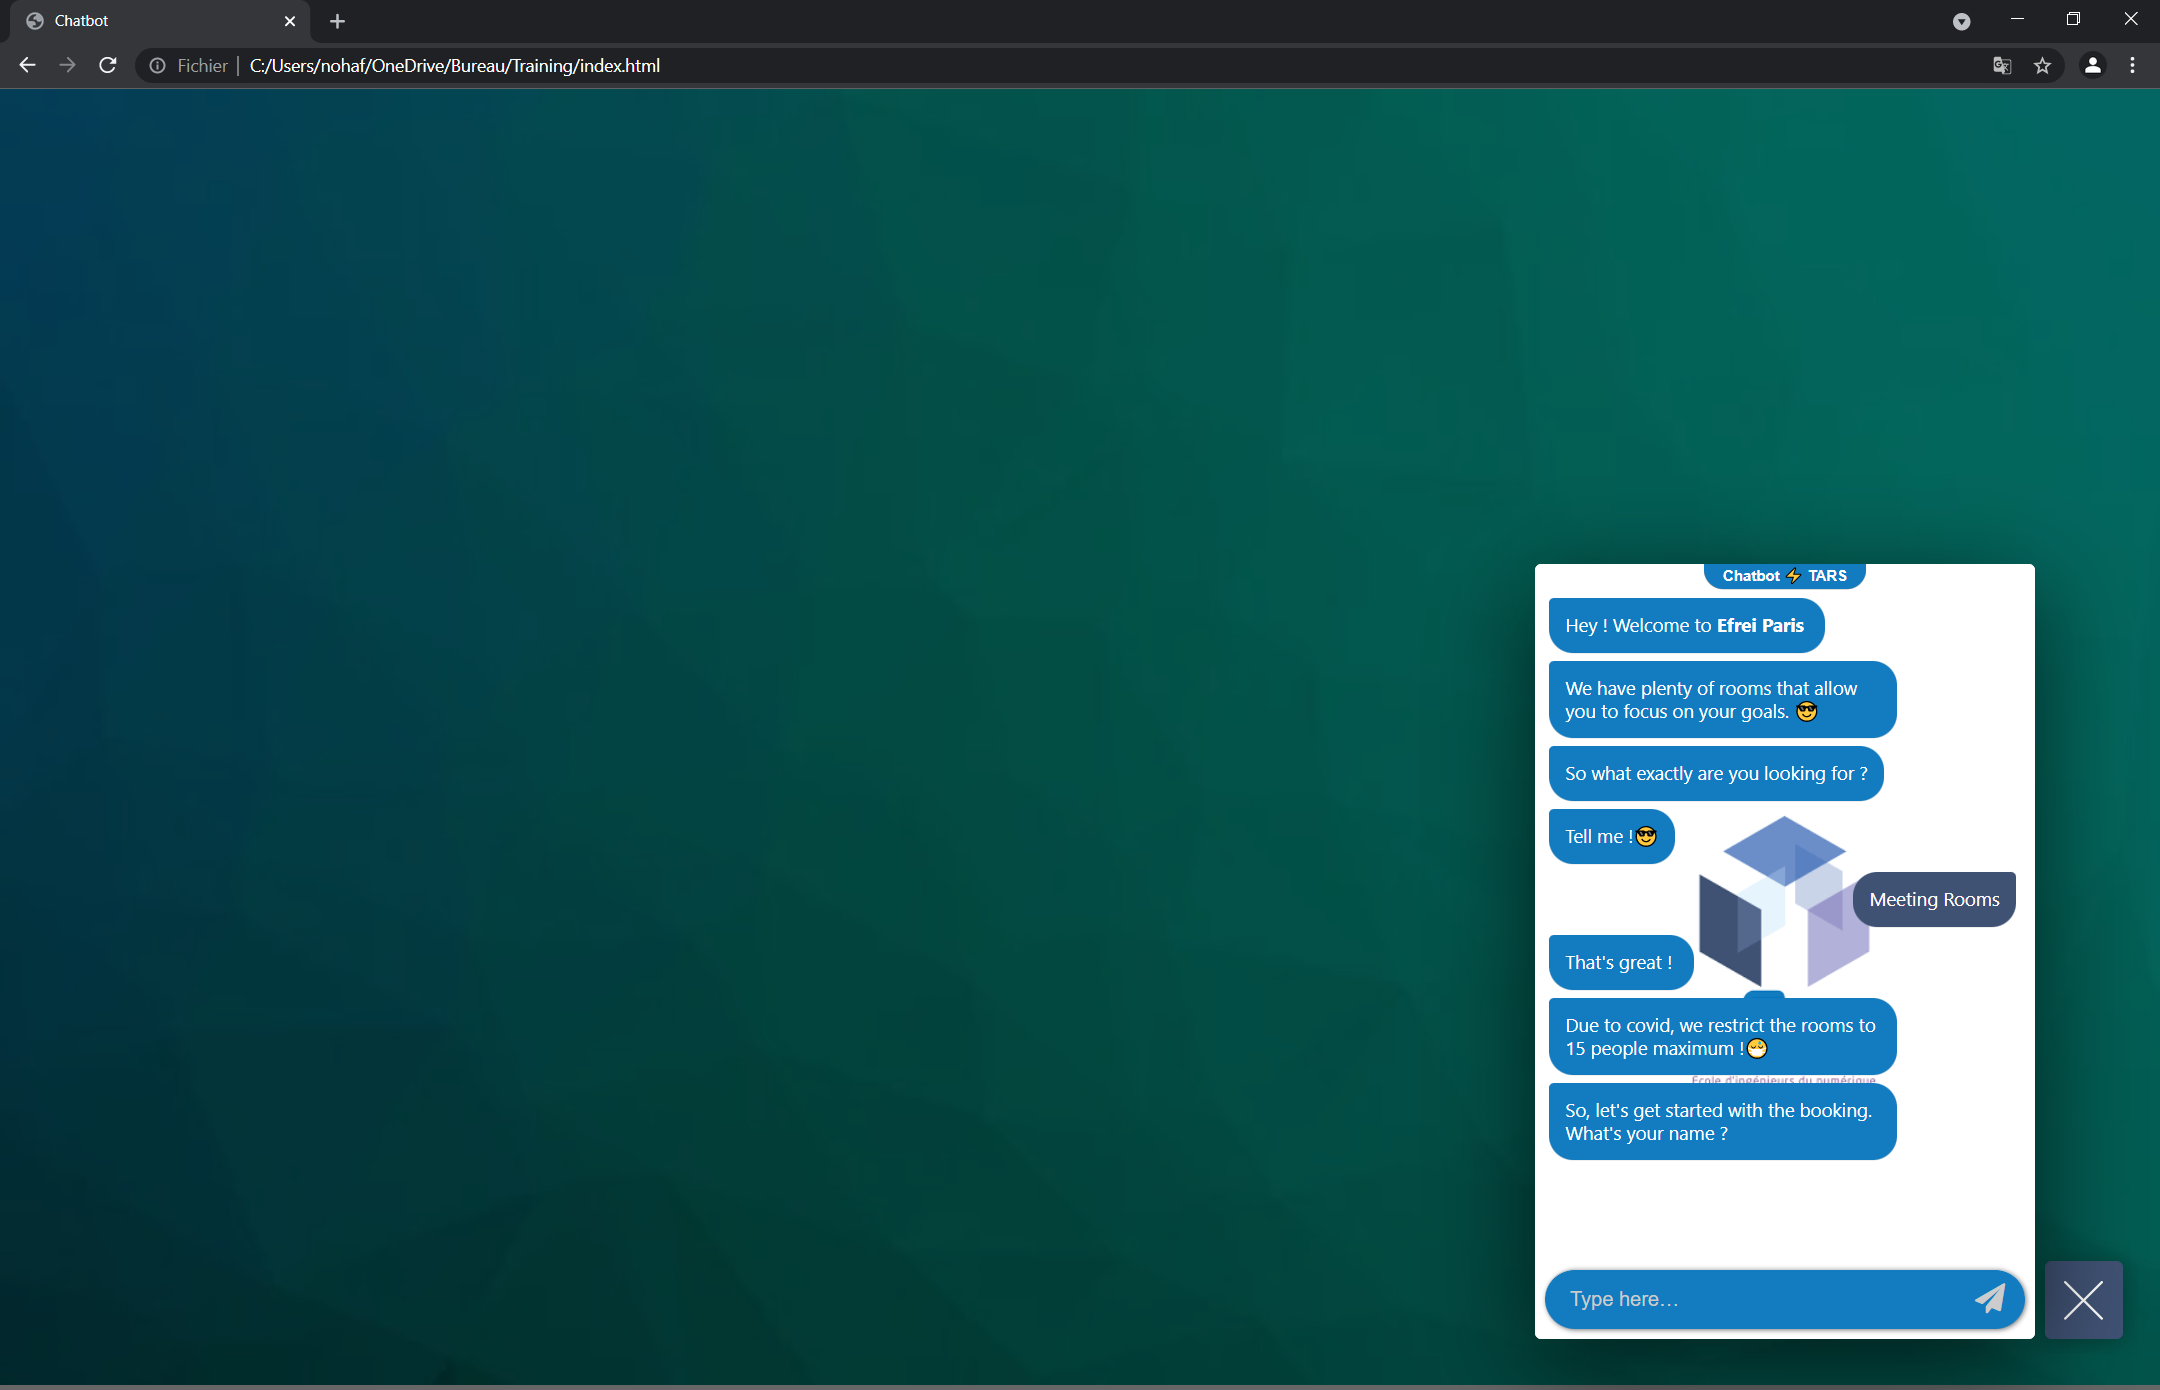 Chatbot
Fichier | C:/Users/nohaf/OneDrive/Bureau/Training/index.html
Chatbot ⚡ TARS
Hey ! Welcome to Efrei Paris
We have plenty of rooms that allow
you to focus on your goals. 😎
So what exactly are you looking for ?
Tell me !😎
Meeting Rooms
That's great !
Due to covid, we restrict the rooms to
15 people maximum !😷
École d'ingénieurs du numérique
So, let's get started with the booking.
What's your name ?
Type here...